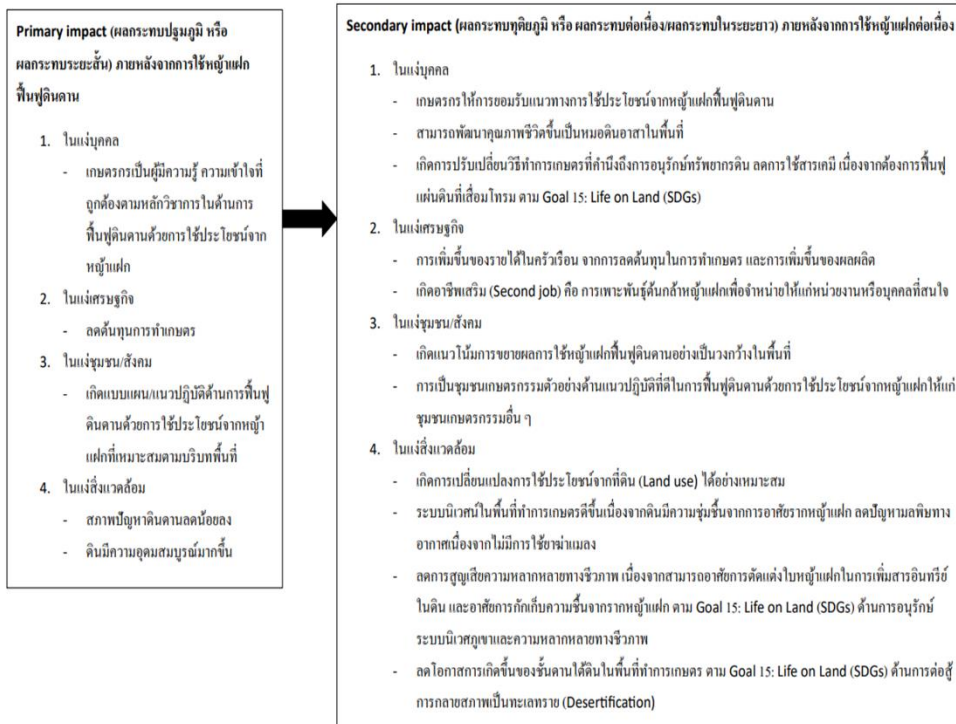 Primary impact (ผลกระทบปฐมภูมิ หรือ
ผลกระทบระยะสั้น) ภายหลังจากการใช้หญ้าแฝก
ฟื้นฟูดินดาน
1. ในแง่บุคคล
- เกษตรกรเป็นผู้มีความรู้ ความเข้าใจที่
ถูกต้องตามหลักวิชาการในด้านการ
ฟื้นฟูดินดานด้วยการใช้ประโยชน์จาก
หญ้าแฝก
2. ในแง่เศรษฐกิจ
- ลดต้นทุนการทำเกษตร
3. ในแง่ชุมชน/สังคม
- เกิดแบบแผน/แนวปฏิบัติด้านการฟื้นฟู
ดินดานด้วยการใช้ประโยชน์จากหญ้า
แฝกที่เหมาะสมตามบริบทพื้นที่
4. ในแง่สิ่งแวดล้อม
- สภาพปัญหาดินดานลดน้อยลง
- ดินมีความอุดมสมบูรณ์มากขึ้น
Secondary impact (ผลกระทบทุติยภูมิ หรือ ผลกระทบต่อเนื่อง/ผลกระทบในระยะยาว) ภายหลังจากการใช้หญ้าแฝกต่อเนื่อง
1. ในแง่บุคคล
- เกษตรกรให้การยอมรับแนวทางการใช้ประโยชน์จากหญ้าแฝกฟื้นฟูดินดาน
- สามารถพัฒนาคุณภาพชีวิตขึ้นเป็นหมอดินอาสาในพื้นที่
- เกิดการปรับเปลี่ยนวิธีทำการเกษตรที่คำนึงถึงการอนุรักษ์ทรัพยากรดิน ลดการใช้สารเคมี เนื่องจากต้องการฟื้นฟู
แผ่นดินที่เสื่อมโทรม ตาม Goal 15: Life on Land (SDGs)
2. ในแง่เศรษฐกิจ
- การเพิ่มขึ้นของรายได้ในครัวเรือน จากการลดต้นทุนในการทำเกษตร และการเพิ่มขึ้นของผลผลิต
- เกิดอาชีพเสริม (Second job) คือ การเพาะพันธุ์ต้นกล้าหญ้าแฝกเพื่อจำหน่ายให้แก่หน่วยงานหรือบุคคลที่สนใจ
3. ในแง่ชุมชน/สังคม
- เกิดแนวโน้มการขยายผลการใช้หญ้าแฝกฟื้นฟูดินดานอย่างเป็นวงกว้างในพื้นที่
- การเป็นชุมชนเกษตรกรรมตัวอย่างด้านแนวปฏิบัติที่ดีในการฟื้นฟูดินดานด้วยการใช้ประโยชน์จากหญ้าแฝกให้แก่
ชุมชนเกษตรกรรมอื่น ๆ
4. ในแง่สิ่งแวดล้อม
- เกิดการเปลี่ยนแปลงการใช้ประโยชน์จากที่ดิน (Land use) ได้อย่างเหมาะสม
- ระบบนิเวศน์ในพื้นที่ทำการเกษตรดีขึ้นเนื่องจากดินมีความชุ่มชื้นจากการอาศัยรากหญ้าแฝก ลดปัญหามลพิษทาง
อากาศเนื่องจากไม่มีการใช้ยาฆ่าแมลง
- ลดการสูญเสียความหลากหลายทางชีวภาพ เนื่องจากสามารถอาศัยการตัดแต่งใบหญ้าแฝกในการเพิ่มสารอินทรีย์
ในดิน และอาศัยการกักเก็บความชื้นจากรากหญ้าแฝก ตาม Goal 15: Life on Land (SDGs) ด้านการอนุรักษ์
ระบบนิเวศภูเขาและความหลากหลายทางชีวภาพ
- ลดโอกาสการเกิดขึ้นของชั้นดานใต้ดินในพื้นที่ทำการเกษตร ตาม Goal 15: Life on Land (SDGs) ด้านการต่อสู้
การกลายสภาพเป็นทะเลทราย (Desertification)